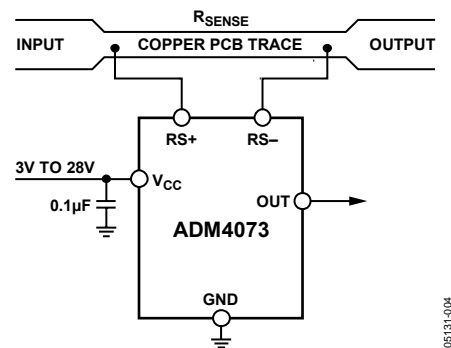 RSENSE
INPUT COPPER PCB TRACE OUTPUT
RS+ RS–
3V TO 28V
VCC
0.1µF
OUT
ADM4073
GND
05131-004